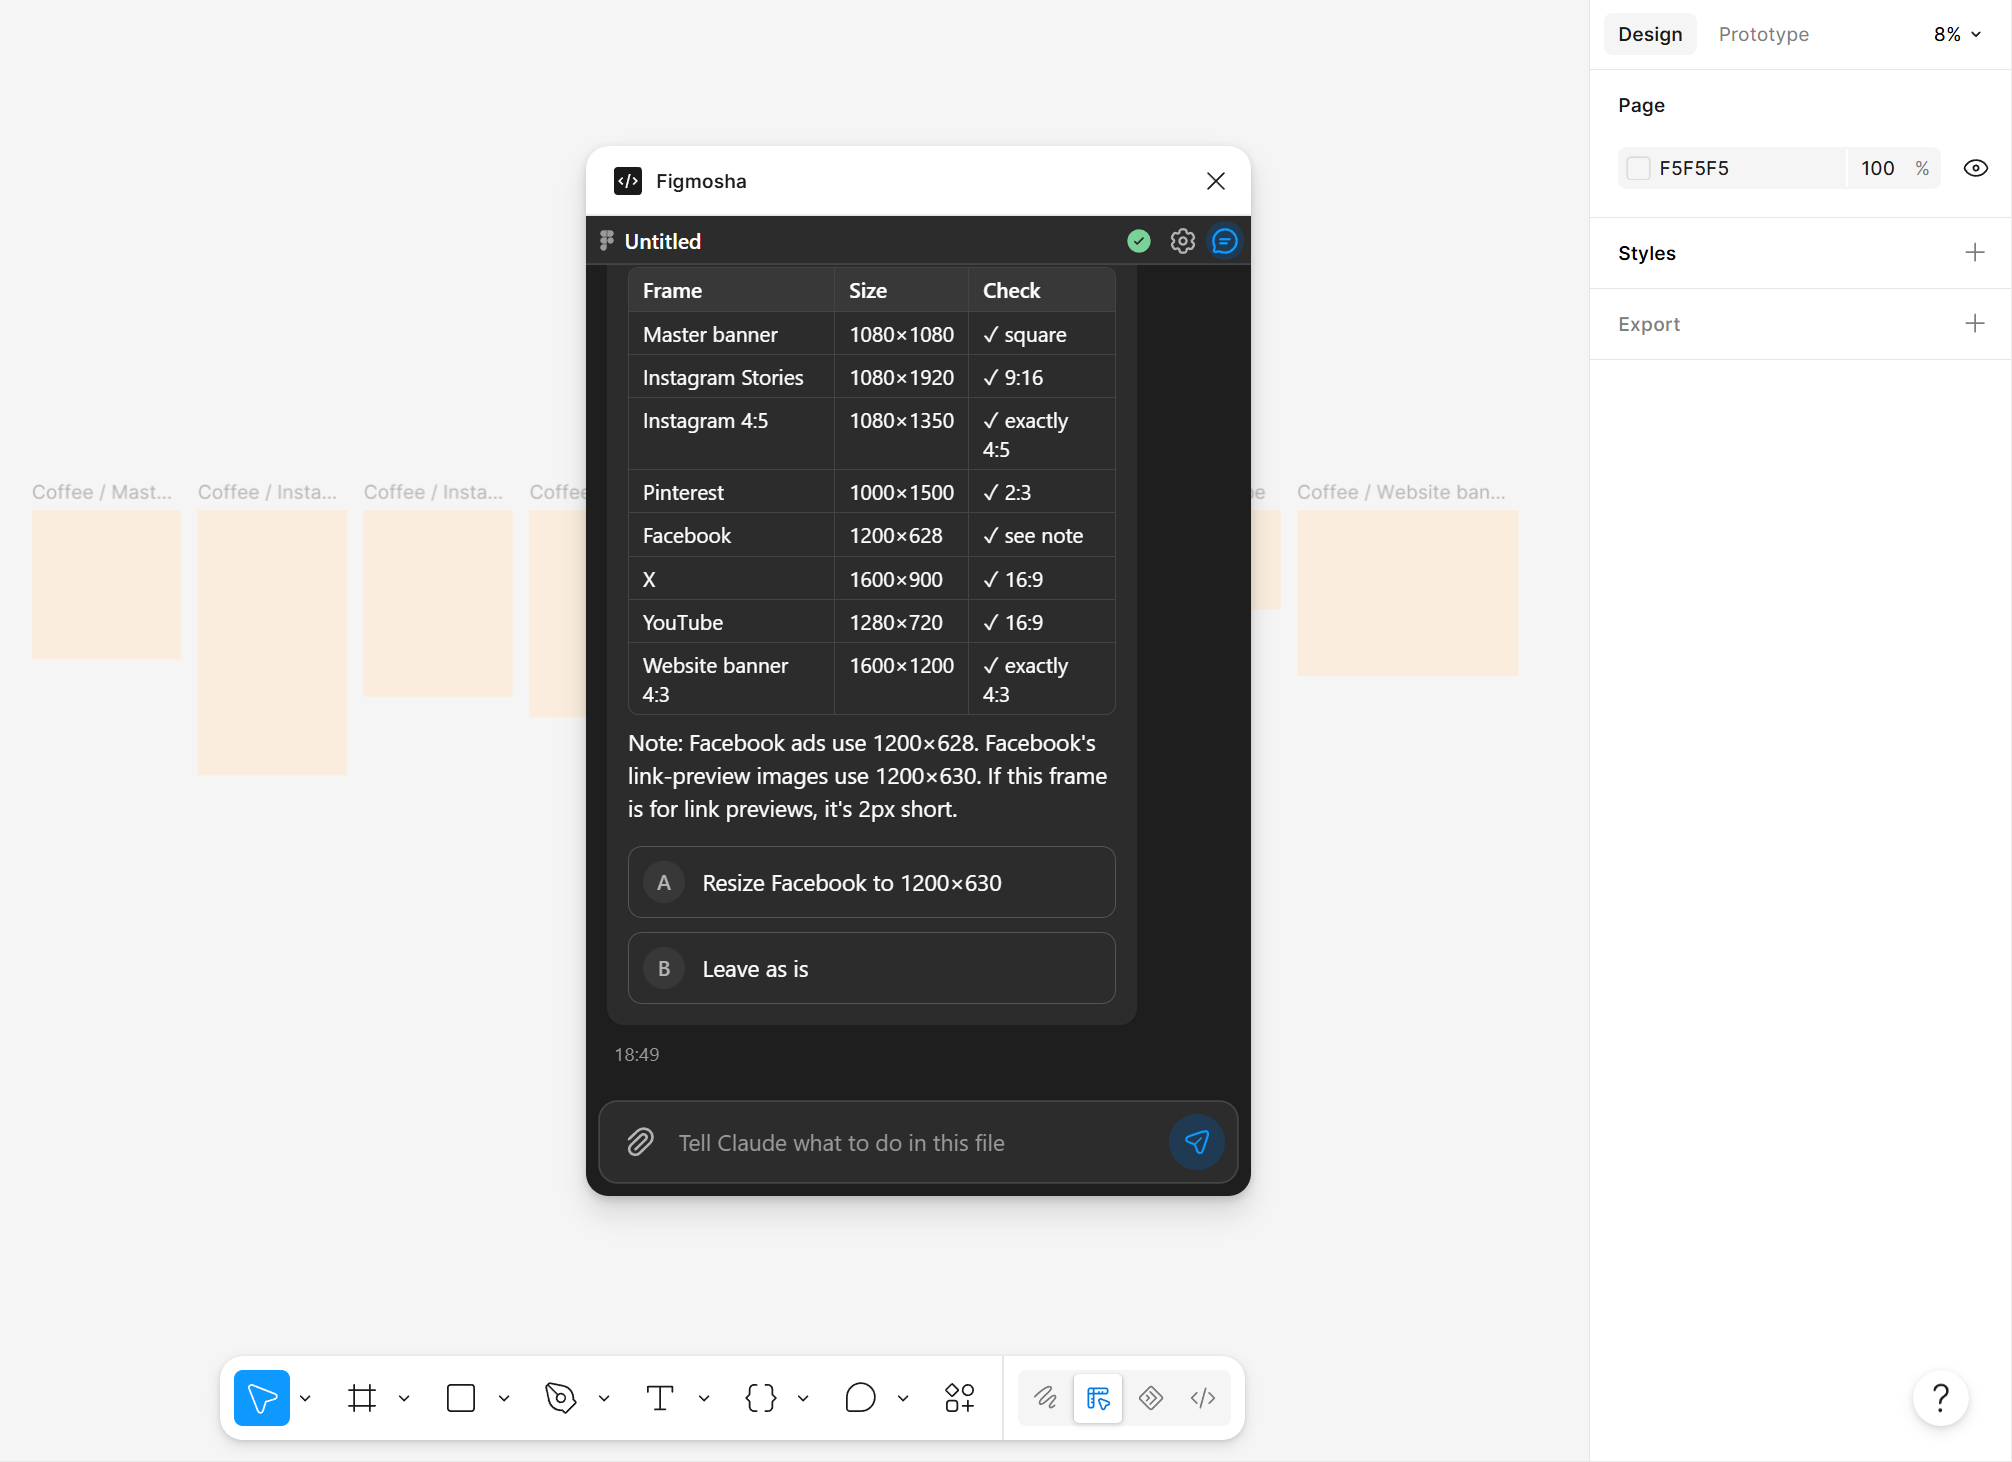 Design Prototype 8%
Page
F5F5F5 100 %
Styles
Export
Figmosha
Untitled
Frame Size Check
Master banner 1080×1080 ✓ square
Instagram Stories 1080×1920 ✓ 9:16
Instagram 4:5 1080×1350 ✓ exactly
4:5
Pinterest 1000×1500 ✓ 2:3
Facebook 1200×628 ✓ see note
X 1600×900 ✓ 16:9
YouTube 1280×720 ✓ 16:9
Website banner 1600×1200 ✓ exactly
4:3 4:3
Note: Facebook ads use 1200×628. Facebook's
link-preview images use 1200×630. If this frame
is for link previews, it's 2px short.
A Resize Facebook to 1200×630
B Leave as is
18:49
Tell Claude what to do in this file
Coffee / Mast... Coffee / Insta... Coffee / Insta... Coffee Coffee / Website ban...